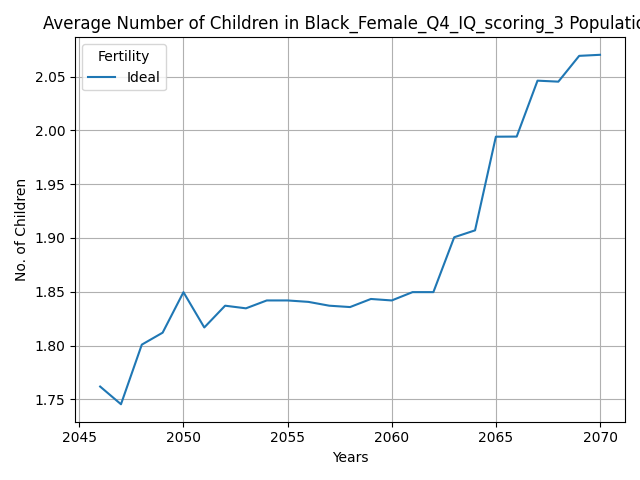 Average Number of Children in Black_Female_Q4_IQ_scoring_3 Populatio
Fertility
Ideal
No. of Children
2.05
2.00
1.95
1.90
1.85
1.80
1.75
2045 2050 2055 2060 2065 2070
Years